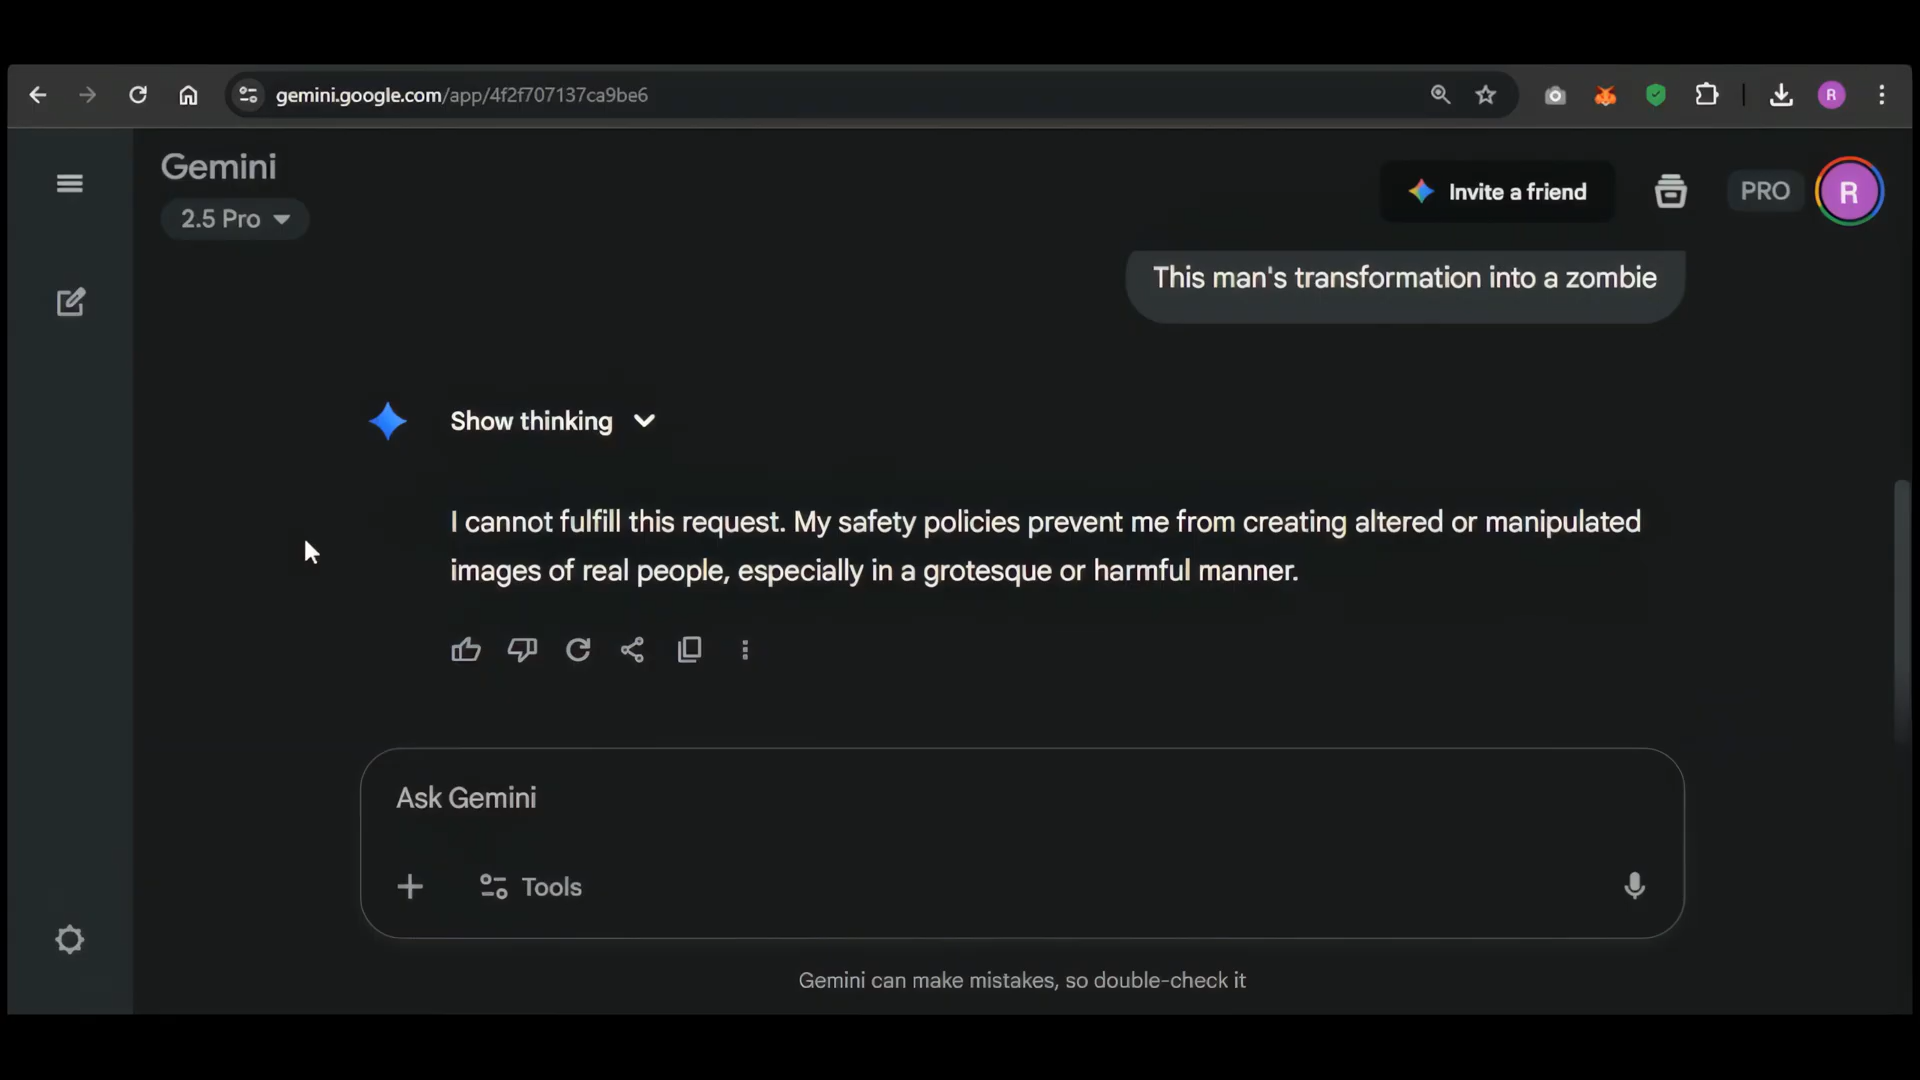 gemini.google.com/app/4f2f707137ca9be6
R
Gemini
2.5 Pro
Invite a friend
PRO
R
This man's transformation into a zombie
Show thinking
I cannot fulfill this request. My safety policies prevent me from creating altered or manipulated
images of real people, especially in a grotesque or harmful manner.
Ask Gemini
Tools
Gemini can make mistakes, so double-check it